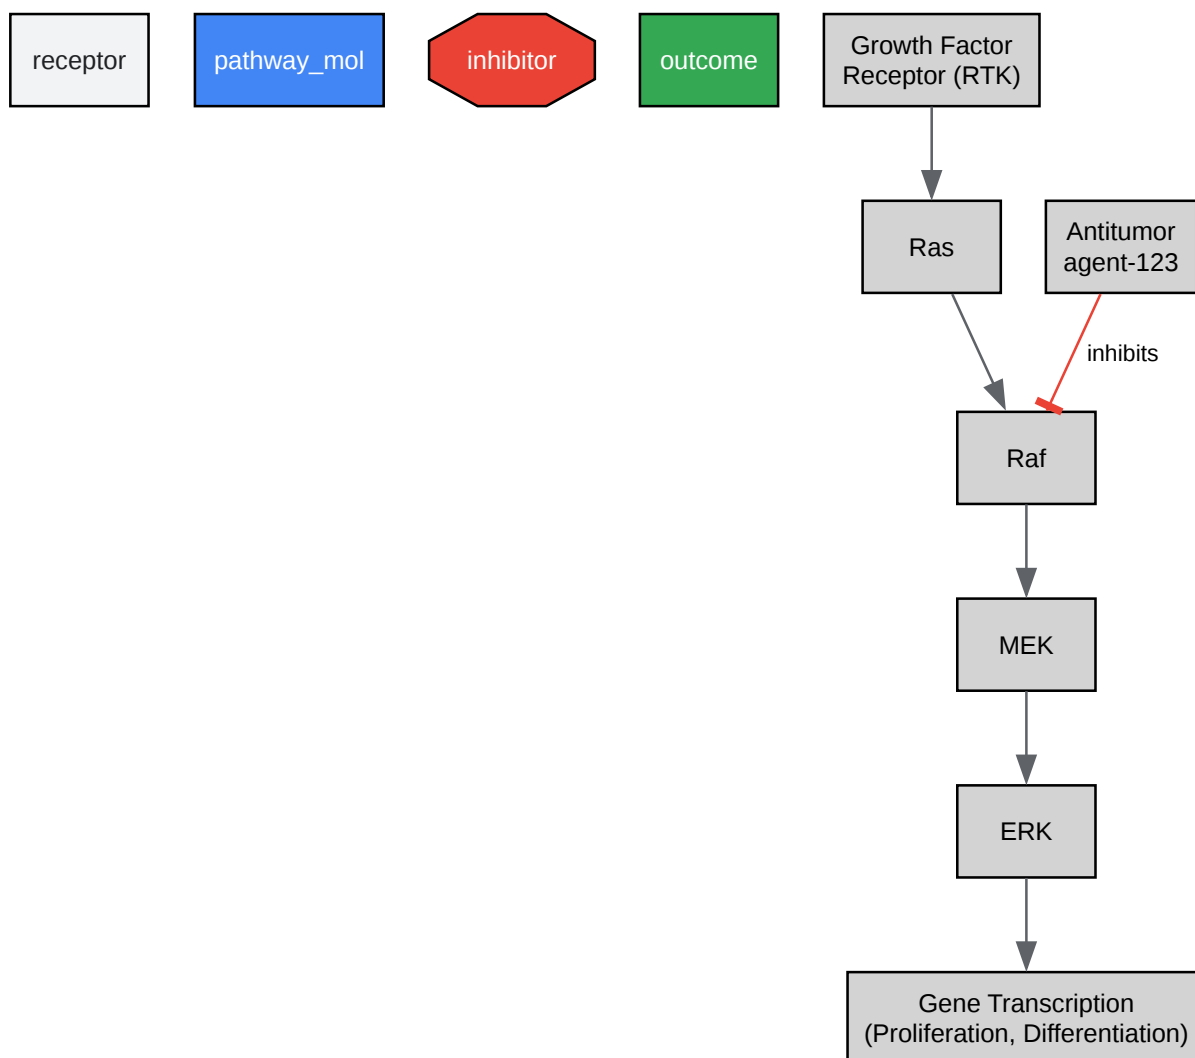 receptor
pathway_mol
inhibitor
outcome
Growth Factor
Receptor (RTK)
Ras
Antitumor
agent-123
inhibits
Raf
MEK
ERK
Gene Transcription
(Proliferation, Differentiation)